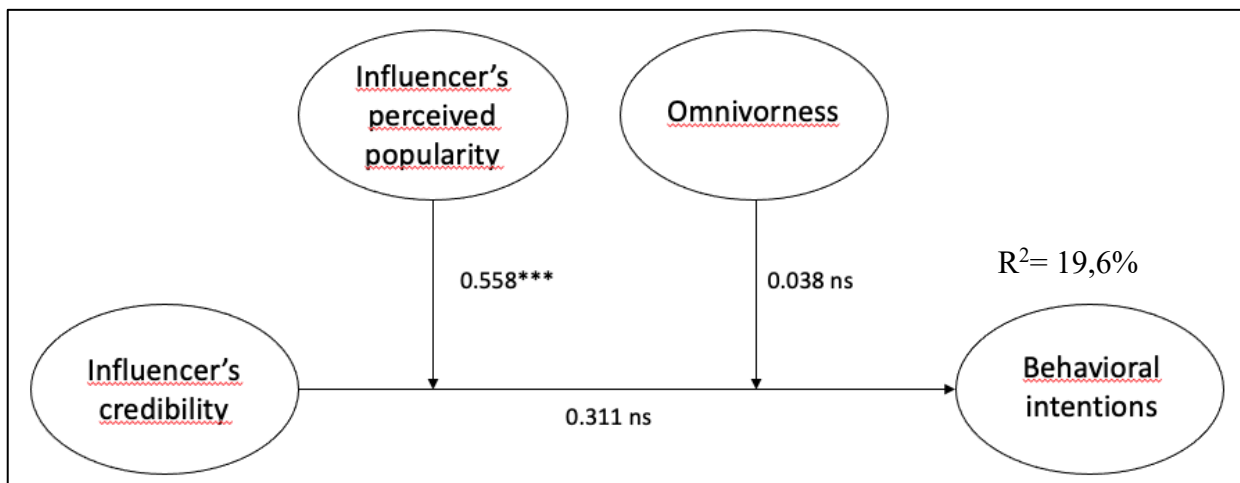 Influencer's
perceived
popularity
Omnivorness
0.558***
0.038 ns
R²= 19,6%
Influencer's
credibility
0.311 ns
Behavioral
intentions